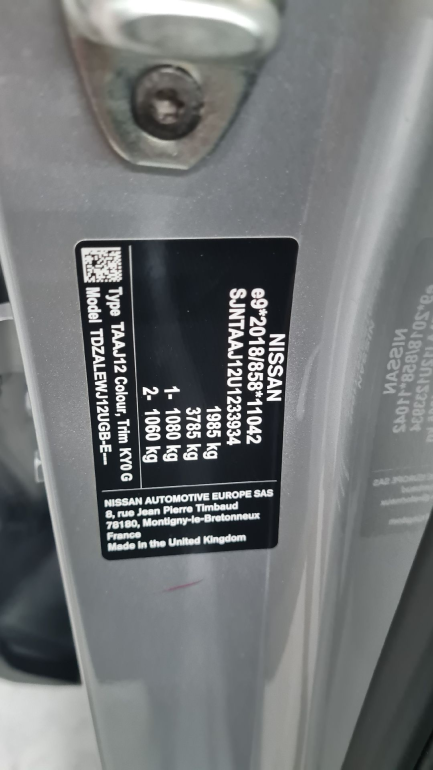 NISSAN
e9*2018/858*11042
SJNTAAJ12U1233934
1985 kg
3785 kg
1- 1080 kg
2- 1060 kg
Type TAAJ12 Colour, Trim KY0 G
Model TDZALEWJ12UGB-E---
NISSAN AUTOMOTIVE EUROPE SAS
8, rue Jean Pierre Timbaud
78180, Montigny-le-Bretonneux
France
Made in the United Kingdom